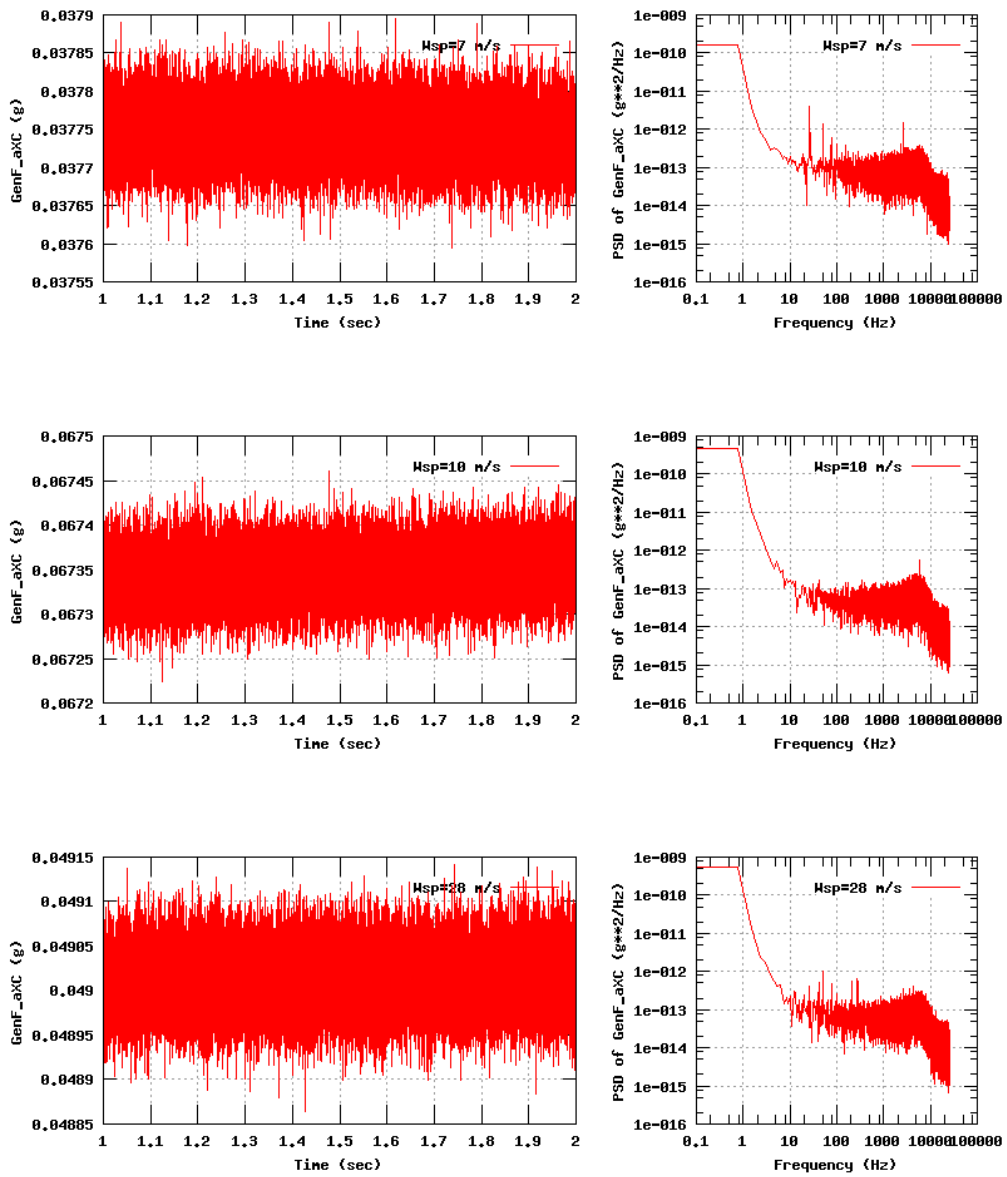 0.0379
0.03785
0.0378
0.03775
0.0377
0.03765
0.0376
0.03755
GenF_aXC (g)
Wsp=7 m/s
1 1.1 1.2 1.3 1.4 1.5 1.6 1.7 1.8 1.9 2
Time (sec)
1e-009
1e-010
1e-011
1e-012
1e-013
1e-014
1e-015
1e-016
PSD of GenF_aXC (g**2/Hz)
Wsp=7 m/s
0.1 1 10 100 1000 10000 100000
Frequency (Hz)
0.0675
0.06745
0.0674
0.06735
0.0673
0.06725
0.0672
GenF_aXC (g)
Wsp=10 m/s
1 1.1 1.2 1.3 1.4 1.5 1.6 1.7 1.8 1.9 2
Time (sec)
1e-009
1e-010
1e-011
1e-012
1e-013
1e-014
1e-015
1e-016
PSD of GenF_aXC (g**2/Hz)
Wsp=10 m/s
0.1 1 10 100 1000 10000 100000
Frequency (Hz)
0.04915
0.0491
0.04905
0.049
0.04895
0.0489
0.04885
GenF_aXC (g)
Wsp=28 m/s
1 1.1 1.2 1.3 1.4 1.5 1.6 1.7 1.8 1.9 2
Time (sec)
1e-009
1e-010
1e-011
1e-012
1e-013
1e-014
1e-015
1e-016
PSD of GenF_aXC (g**2/Hz)
Wsp=28 m/s
0.1 1 10 100 1000 10000 100000
Frequency (Hz)